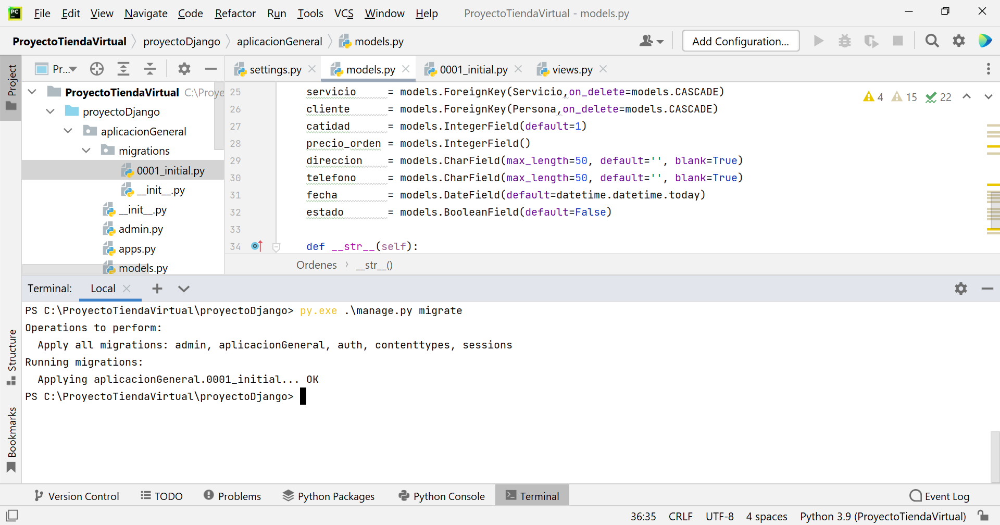 PC
File Edit View Navigate Code Refactor Run Tools VCS Window Help ProyectoTiendaVirtual - models.py
ProyectoTiendaVirtual proyectoDjango aplicacionGeneral models.py Add Configuration...
Project
Pr... settings.py models.py 0001_initial.py views.py
ProyectoTiendaVirtual C:\Proye
proyectoDjango
aplicacionGeneral
migrations
0001_initial.py
__init__.py
__init__.py
admin.py
apps.py
models.py
4 15 22
25 servicio = models.ForeignKey(Servicio,on_delete=models.CASCADE)
26 cliente = models.ForeignKey(Persona,on_delete=models.CASCADE)
27 catidad = models.IntegerField(default=1)
28 precio_orden = models.IntegerField()
29 direccion = models.CharField(max_length=50, default='', blank=True)
30 telefono = models.CharField(max_length=50, default='', blank=True)
31 fecha = models.DateField(default=datetime.datetime.today)
32 estado = models.BooleanField(default=False)
33
34 def __str__(self):
Ordenes __str__()
Terminal: Local
PS C:\ProyectoTiendaVirtual\proyectoDjango> py.exe .\manage.py migrate
Operations to perform:
Apply all migrations: admin, aplicacionGeneral, auth, contenttypes, sessions
Running migrations:
Applying aplicacionGeneral.0001_initial... OK
PS C:\ProyectoTiendaVirtual\proyectoDjango>
Structure
Bookmarks
Version Control TODO Problems Python Packages Python Console Terminal Event Log
36:35 CRLF UTF-8 4 spaces Python 3.9 (ProyectoTiendaVirtual)